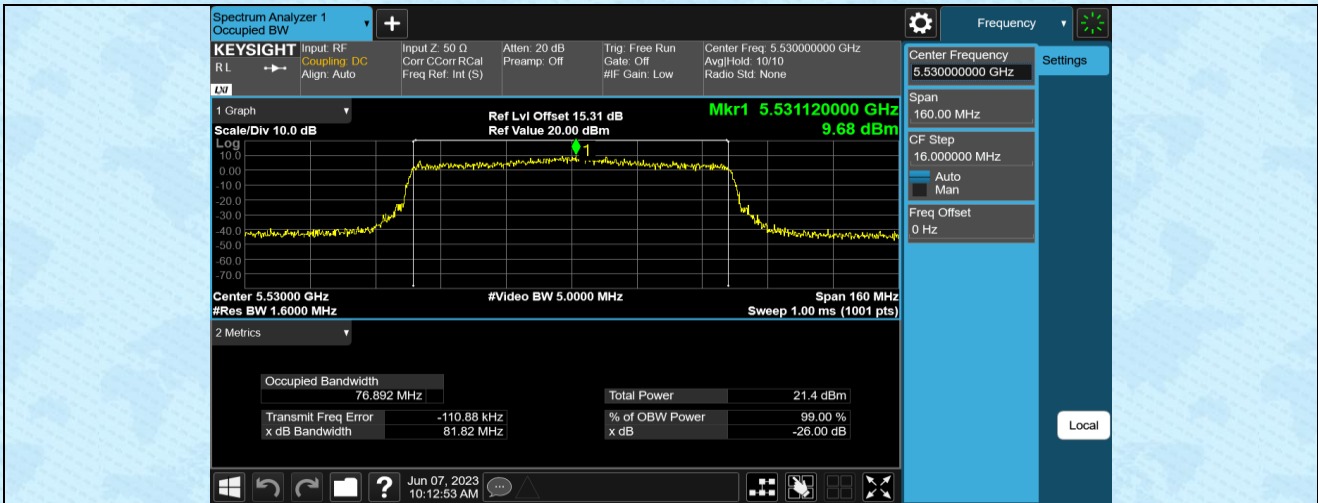 Spectrum Analyzer 1
Occupied BW
Frequency
KEYSIGHT
R L
LXI
Input: RF
Coupling: DC
Align: Auto
Input Z: 50 Ω
Corr CCorr RCal
Freq Ref: Int (S)
Atten: 20 dB
Preamp: Off
Trig: Free Run
Gate: Off
#IF Gain: Low
Center Freq: 5.530000000 GHz
Avg|Hold: 10/10
Radio Std: None
Center Frequency
5.530000000 GHz
Settings
Span
160.00 MHz
CF Step
16.000000 MHz
Auto
Man
Freq Offset
0 Hz
1 Graph
Scale/Div 10.0 dB
Ref Lvl Offset 15.31 dB
Ref Value 20.00 dBm
Mkr1 5.531120000 GHz
9.68 dBm
Log
10.0
0.00
-10.0
-20.0
-30.0
-40.0
-50.0
-60.0
-70.0
1
Center 5.53000 GHz
#Res BW 1.6000 MHz
#Video BW 5.0000 MHz
Span 160 MHz
Sweep 1.00 ms (1001 pts)
2 Metrics
Occupied Bandwidth
76.892 MHz
Total Power 21.4 dBm
Transmit Freq Error -110.88 kHz
% of OBW Power 99.00 %
x dB Bandwidth 81.82 MHz
x dB -26.00 dB
Local
?
Jun 07, 2023
10:12:53 AM